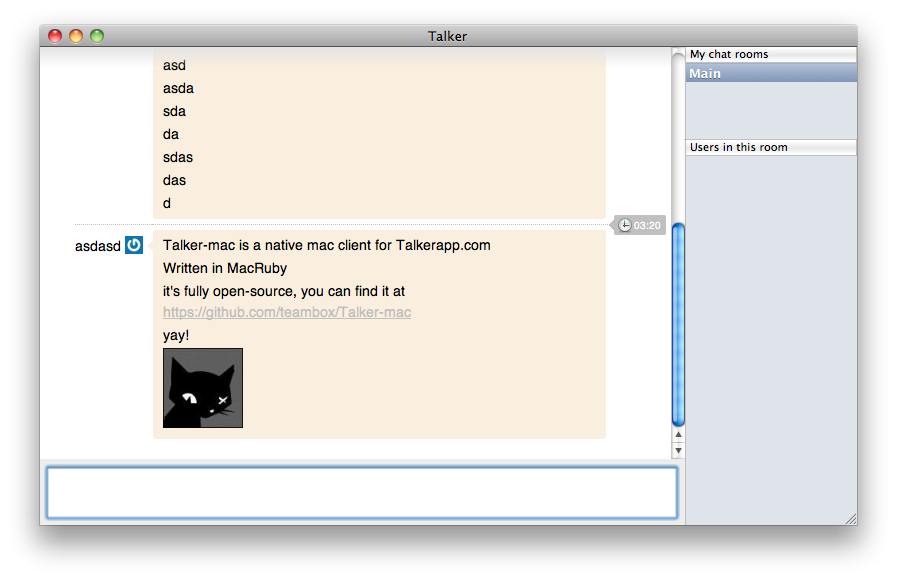 Talker
asd
asda
sda
da
sdas
das
d
03:20
asdasd
Talker-mac is a native mac client for Talkerapp.com
Written in MacRuby
it's fully open-source, you can find it at
https://github.com/teambox/Talker-mac
yay!
My chat rooms
Main
Users in this room